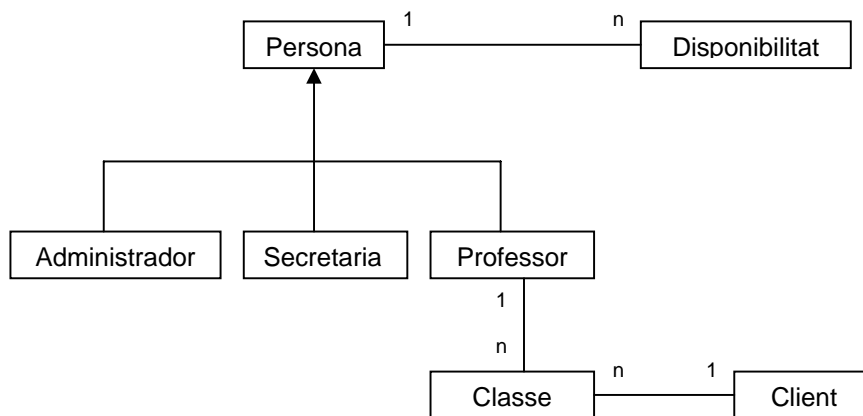 1 n
Persona Disponibilitat
Administrador Secretaria Professor
1
n
n 1
Classe Client